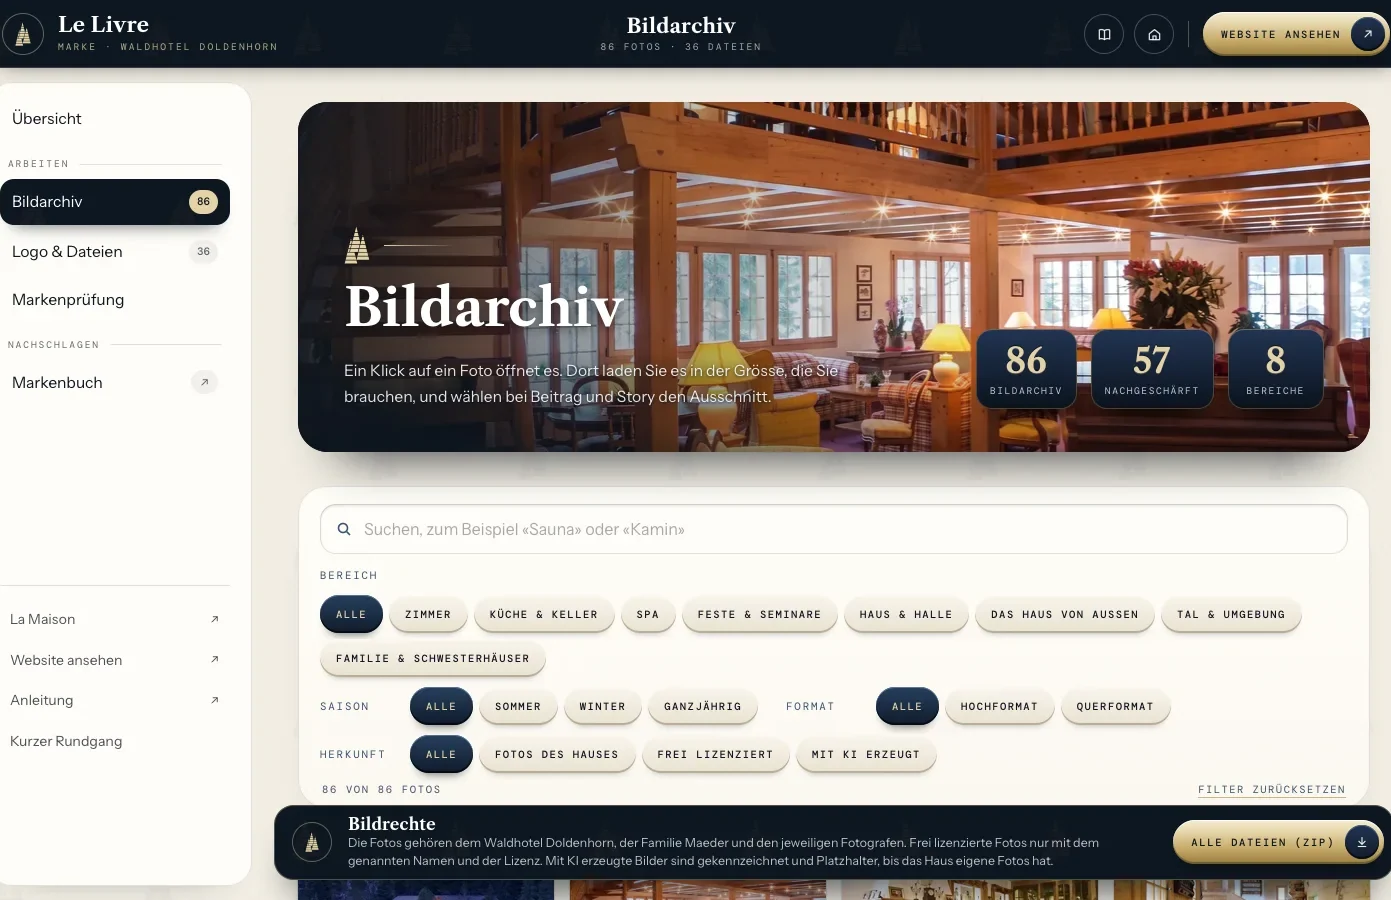 Le Livre
MARKE · WALDHOTEL DOLDENHORN
Bildarchiv
86 FOTOS · 36 DATEIEN
WEBSITE ANSEHEN
Übersicht
ARBEITEN
Bildarchiv 86
Logo & Dateien 36
Markenprüfung
NACHSCHLAGEN
Markenbuch
La Maison
Website ansehen
Anleitung
Kurzer Rundgang
Bildarchiv
Ein Klick auf ein Foto öffnet es. Dort laden Sie es in der Grösse, die Sie
brauchen, und wählen bei Beitrag und Story den Ausschnitt.
86
BILDARCHIV
57
NACHGESCHÄRFT
8
BEREICHE
Suchen, zum Beispiel «Sauna» oder «Kamin»
BEREICH
ALLE ZIMMER KÜCHE & KELLER SPA FESTE & SEMINARE HAUS & HALLE DAS HAUS VON AUSSEN TAL & UMGEBUNG
FAMILIE & SCHWESTERHÄUSER
SAISON ALLE SOMMER WINTER GANZJÄHRIG FORMAT ALLE HOCHFORMAT QUERFORMAT
HERKUNFT ALLE FOTOS DES HAUSES FREI LIZENZIERT MIT KI ERZEUGT
86 VON 86 FOTOS FILTER ZURÜCKSETZEN
Bildrechte
Die Fotos gehören dem Waldhotel Doldenhorn, der Familie Maeder und den jeweiligen Fotografen. Frei lizenzierte Fotos nur mit dem
genannten Namen und der Lizenz. Mit KI erzeugte Bilder sind gekennzeichnet und Platzhalter, bis das Haus eigene Fotos hat.
ALLE DATEIEN (ZIP)